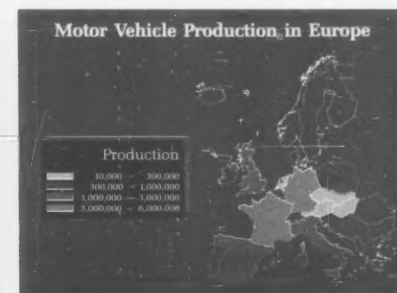 Motor Vehicle Production in Europe
Production
10,000 — 300,000
300,000 — 1,000,000
1,000,000 — 3,000,000
3,000,000 — 6,000,000